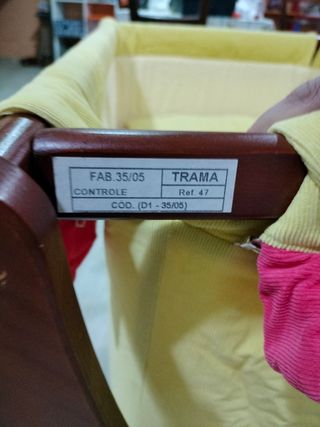 FAB.35/05 TRAMA
CONTROLE Ref. 47
COD. (D1 - 35/05)